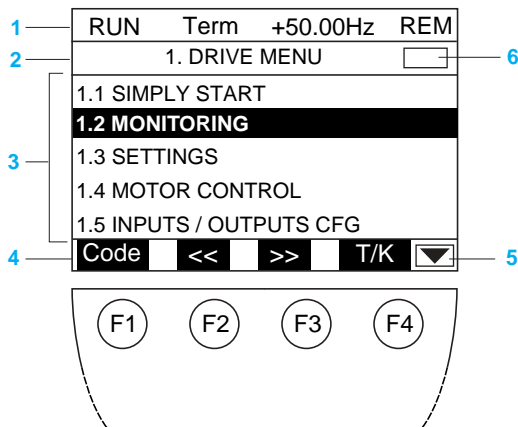 1 RUN Term +50.00Hz REM
2 1. DRIVE MENU 6
1.1 SIMPLY START
1.2 MONITORING
3 1.3 SETTINGS
1.4 MOTOR CONTROL
1.5 INPUTS / OUTPUTS CFG
4 Code << >> T/K 5
F1 F2 F3 F4